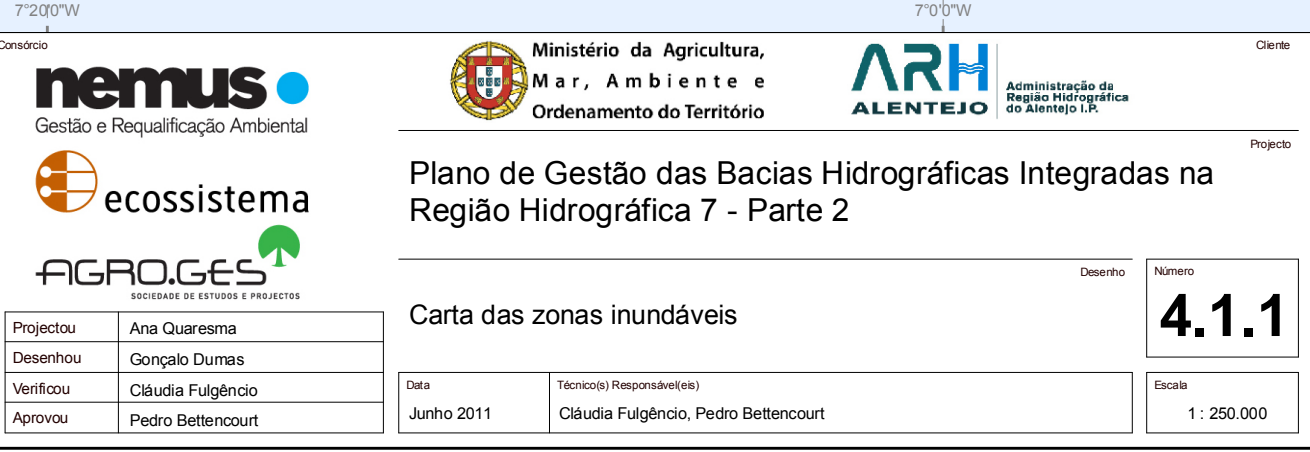 7°20'0"W
7°0'0"W
Consórcio
nemus
Gestão e Requalificação Ambiental
ecossistema
AGRO.GES
SOCIEDADE DE ESTUDOS E PROJECTOS
Projectou Ana Quaresma
Desenhou Gonçalo Dumas
Verificou Cláudia Fulgêncio
Aprovou Pedro Bettencourt
Ministério da Agricultura,
Mar, Ambiente e
Ordenamento do Território
ARH
ALENTEJO
Administração da
Região Hidrográfica
do Alentejo I.P.
Cliente
Projecto
Plano de Gestão das Bacias Hidrográficas Integradas na
Região Hidrográfica 7 - Parte 2
Desenho
Carta das zonas inundáveis
Número
4.1.1
Data
Junho 2011
Técnico(s) Responsável(eis)
Cláudia Fulgêncio, Pedro Bettencourt
Escala
1 : 250.000